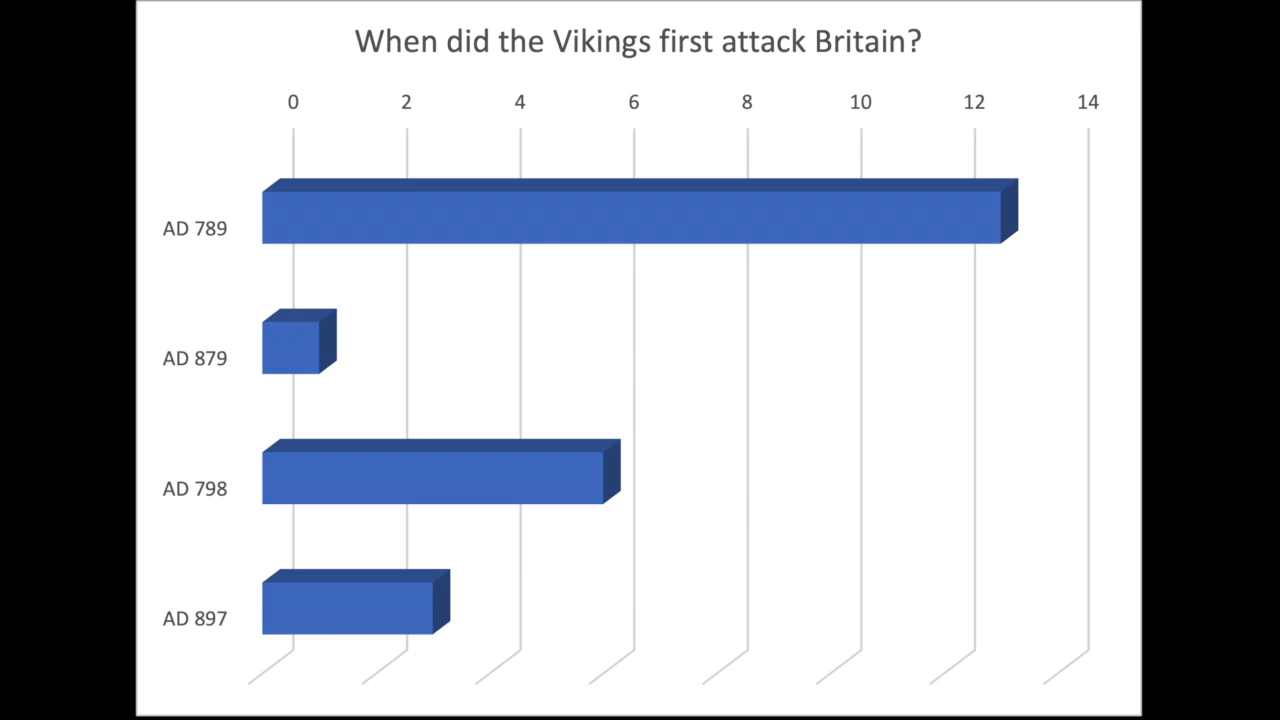 When did the Vikings first attack Britain?
0 2 4 6 8 10 12 14
AD 789
AD 879
AD 798
AD 897